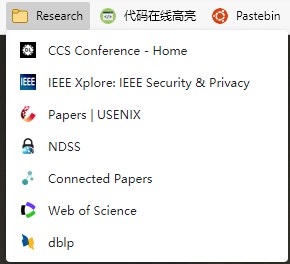 Research 代码在线高亮 Pastebin
CCS Conference - Home
IEEE Xplore: IEEE Security & Privacy
Papers | USENIX
NDSS
Connected Papers
Web of Science
dblp